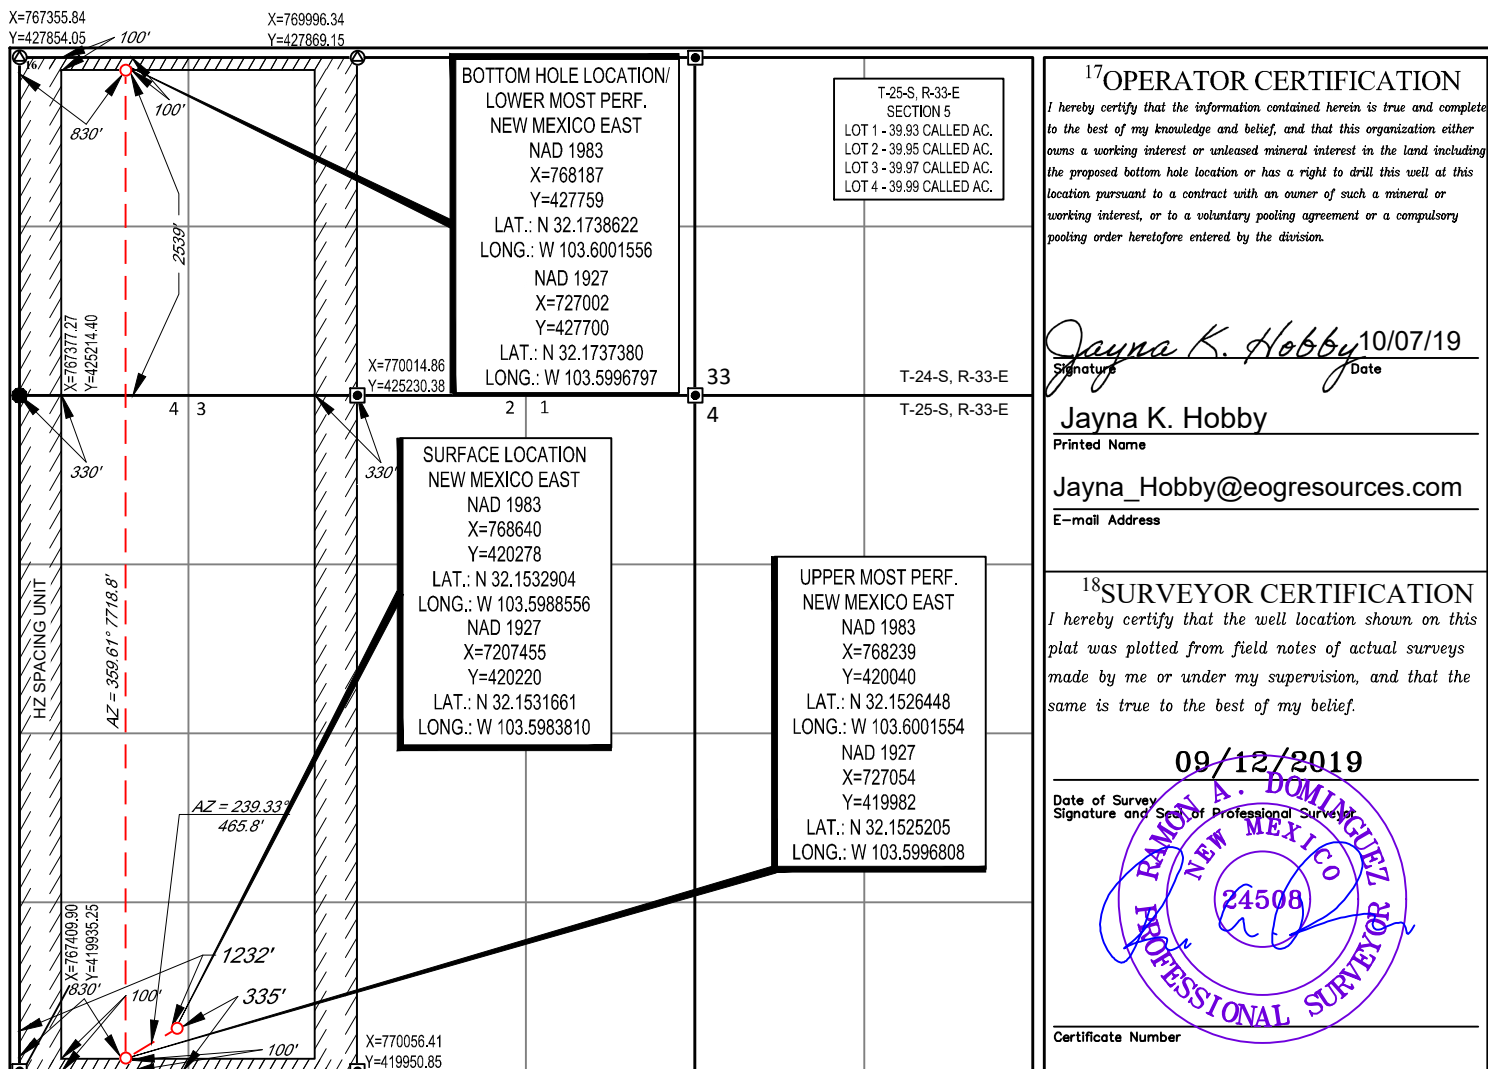 X=767355.84
Y=427854.05
X=769996.34
Y=427869.15
100'
100'
830'
2539'
BOTTOM HOLE LOCATION/
LOWER MOST PERF.
NEW MEXICO EAST
NAD 1983
X=768187
Y=427759
LAT.: N 32.1738622
LONG.: W 103.6001556
NAD 1927
X=727002
Y=427700
LAT.: N 32.1737380
LONG.: W 103.5996797
T-25-S, R-33-E
SECTION 5
LOT 1 - 39.93 CALLED AC.
LOT 2 - 39.95 CALLED AC.
LOT 3 - 39.97 CALLED AC.
LOT 4 - 39.99 CALLED AC.
X=767377.27
Y=425214.40
X=770014.86
Y=425230.38
33
T-24-S, R-33-E
4 3
2 1
4
T-25-S, R-33-E
330'
330'
SURFACE LOCATION
NEW MEXICO EAST
NAD 1983
X=768640
Y=420278
LAT.: N 32.1532904
LONG.: W 103.5988556
NAD 1927
X=7207455
Y=420220
LAT.: N 32.1531661
LONG.: W 103.5983810
UPPER MOST PERF.
NEW MEXICO EAST
NAD 1983
X=768239
Y=420040
LAT.: N 32.1526448
LONG.: W 103.6001554
NAD 1927
X=727054
Y=419982
LAT.: N 32.1525205
LONG.: W 103.5996808
HZ SPACING UNIT
AZ = 359.61° 7718.8'
AZ = 239.33°
465.8'
X=767409.90
Y=419935.25
1232'
830'
100'
335'
100'
X=770056.41
Y=419950.85
17OPERATOR CERTIFICATION
I hereby certify that the information contained herein is true and complete
to the best of my knowledge and belief, and that this organization either
owns a working interest or unleased mineral interest in the land including
the proposed bottom hole location or has a right to drill this well at this
location pursuant to a contract with an owner of such a mineral or
working interest, or to a voluntary pooling agreement or a compulsory
pooling order heretofore entered by the division.
Jayna K. Hobby 10/07/19
Signature Date
Jayna K. Hobby
Printed Name
Jayna_Hobby@eogresources.com
E-mail Address
18SURVEYOR CERTIFICATION
I hereby certify that the well location shown on this
plat was plotted from field notes of actual surveys
made by me or under my supervision, and that the
same is true to the best of my belief.
09/12/2019
Date of Survey
Signature and Seal of Professional Surveyor
RAMON A. DOMINGUEZ
NEW MEXICO
24508
PROFESSIONAL SURVEYOR
Certificate Number